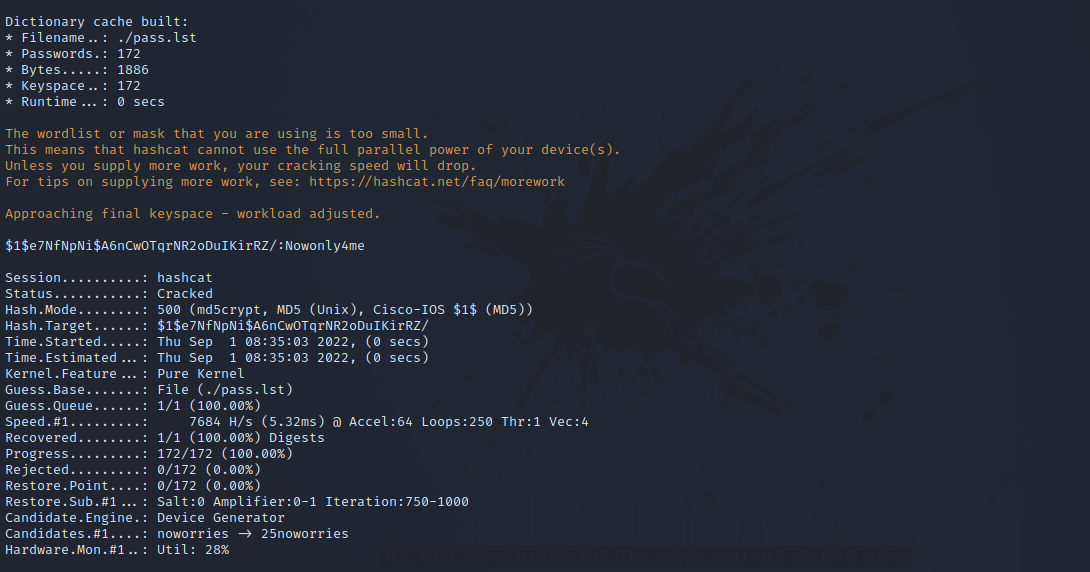 Dictionary cache built:
* Filename..: ./pass.lst
* Passwords.: 172
* Bytes.....: 1886
* Keyspace..: 172
* Runtime...: 0 secs
The wordlist or mask that you are using is too small.
This means that hashcat cannot use the full parallel power of your device(s).
Unless you supply more work, your cracking speed will drop.
For tips on supplying more work, see: https://hashcat.net/faq/morework
Approaching final keyspace - workload adjusted.
$1$e7NfNpNi$A6nCwOTqrNR2oDuIKirRZ/:Nowonly4me
Session..........: hashcat
Status...........: Cracked
Hash.Mode........: 500 (md5crypt, MD5 (Unix), Cisco-IOS $1$ (MD5))
Hash.Target......: $1$e7NfNpNi$A6nCwOTqrNR2oDuIKirRZ/
Time.Started.....: Thu Sep  1 08:35:03 2022, (0 secs)
Time.Estimated...: Thu Sep  1 08:35:03 2022, (0 secs)
Kernel.Feature...: Pure Kernel
Guess.Base.......: File (./pass.lst)
Guess.Queue......: 1/1 (100.00%)
Speed.#1.........:     7684 H/s (5.32ms) @ Accel:64 Loops:250 Thr:1 Vec:4
Recovered........: 1/1 (100.00%) Digests
Progress.........: 172/172 (100.00%)
Rejected.........: 0/172 (0.00%)
Restore.Point....: 0/172 (0.00%)
Restore.Sub.#1...: Salt:0 Amplifier:0-1 Iteration:750-1000
Candidate.Engine.: Device Generator
Candidates.#1....: noworries -> 25noworries
Hardware.Mon.#1..: Util: 28%